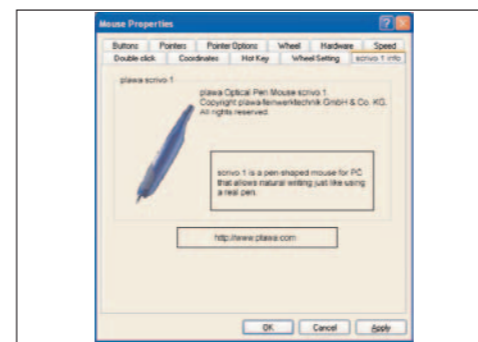 Mouse Properties
Buttons Pointers Pointer Options Wheel Hardware Speed
Double click Coordinates Hot Key Wheel Setting scrivo 1 info
plawa scrivo 1
plawa Optical Pen Mouse scrivo 1
Copyright plawa-feinwerktechnik GmbH & Co. KG.
All rights reserved.
scrivo 1 is a pen shaped mouse for PC
that allows natural writing just like using
a real pen.
http://www.plawa.com
OK Cancel Apply